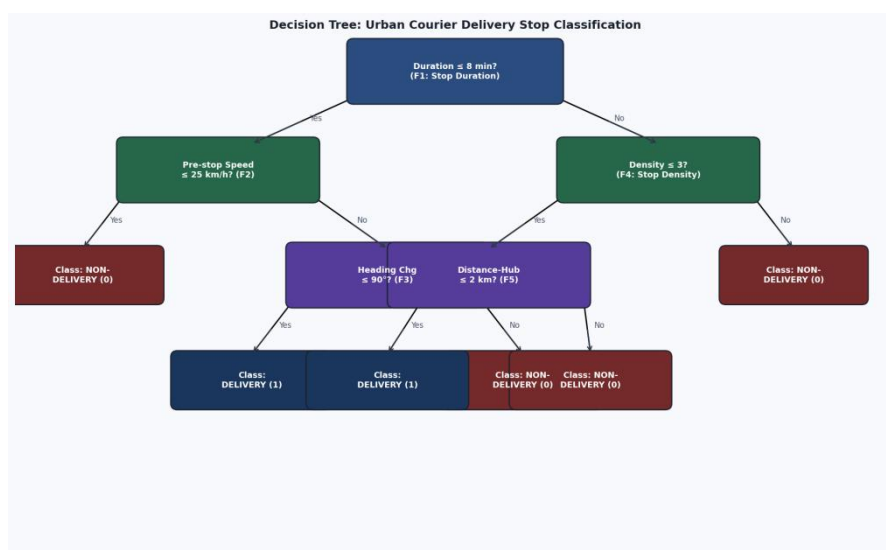 Decision Tree: Urban Courier Delivery Stop Classification
Duration ≤ 8 min?
(F1: Stop Duration)
Yes
No
Pre-stop Speed
≤ 25 km/h? (F2)
Density ≤ 3?
(F4: Stop Density)
Yes
No
Yes
No
Class: NON-
DELIVERY (0)
Heading Chg
≤ 90°? (F3)
Distance-Hub
≤ 2 km? (F5)
Class: NON-
DELIVERY (0)
Yes
Yes
No
No
Class:
DELIVERY (1)
Class:
DELIVERY (1)
Class: NON-
DELIVERY (0)
Class: NON-
DELIVERY (0)